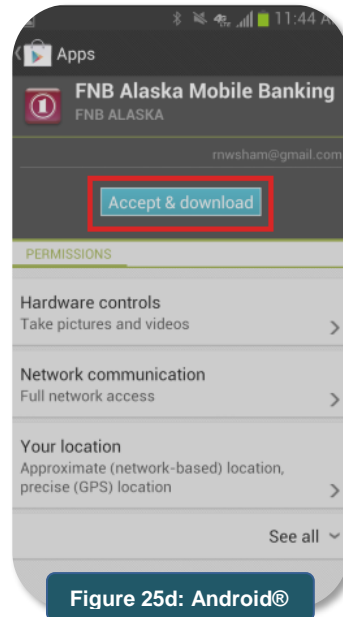 11:44 A
Apps
FNB Alaska Mobile Banking
FNB ALASKA
rnwsham@gmail.com
Accept & download
PERMISSIONS
Hardware controls
Take pictures and videos
Network communication
Full network access
Your location
Approximate (network-based) location,
precise (GPS) location
See all
Figure 25d: Android®